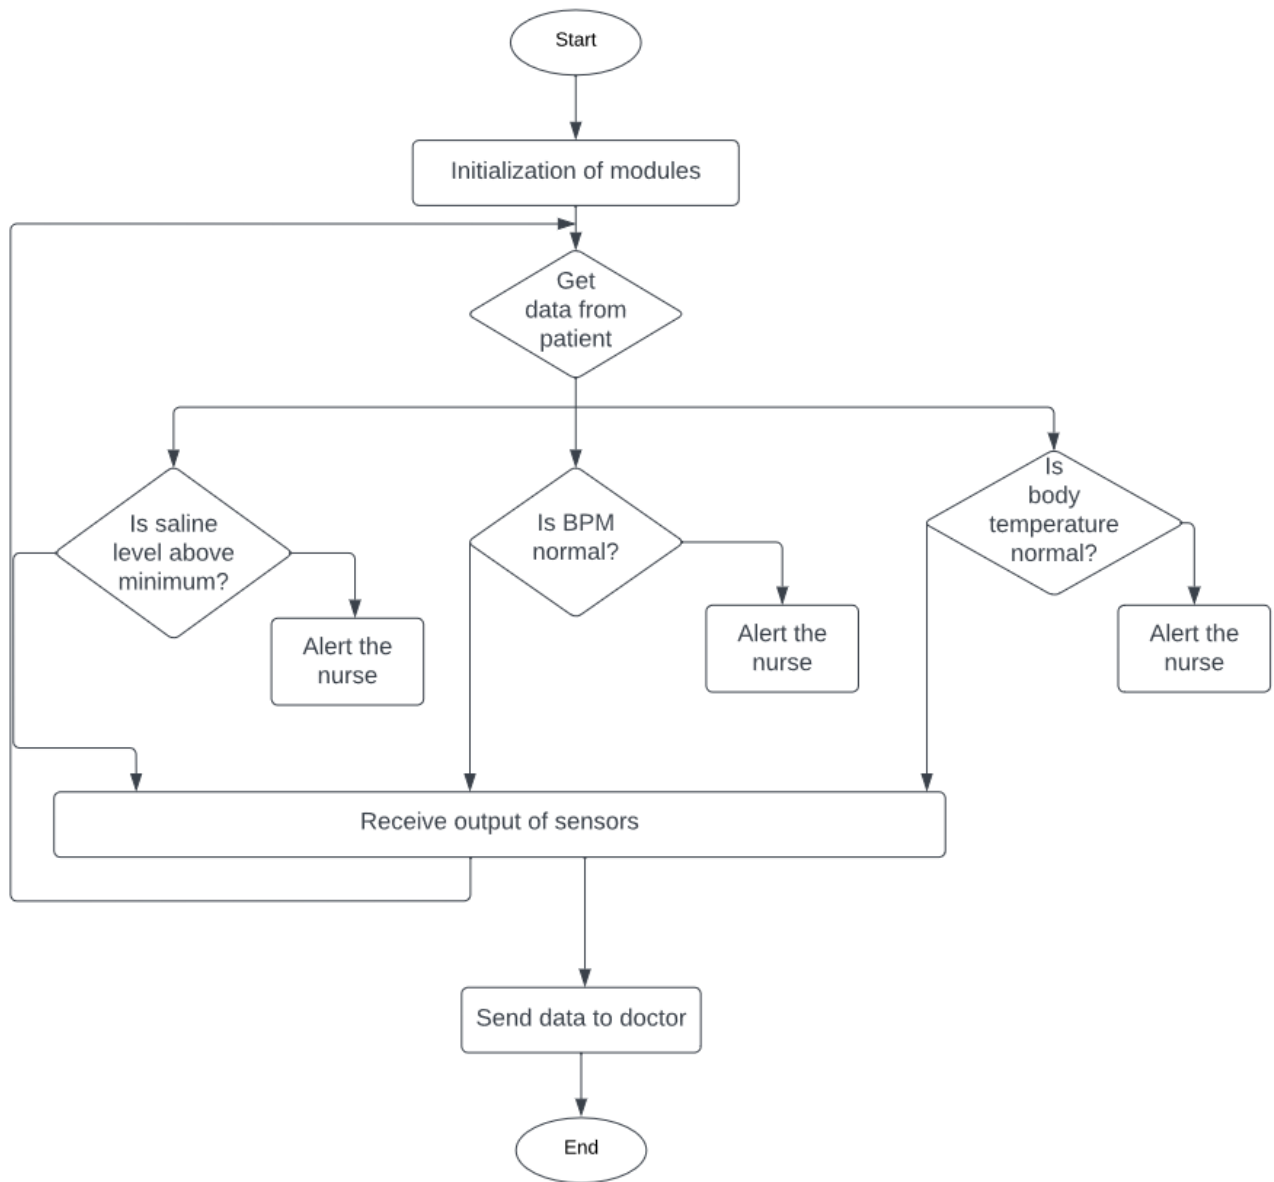 Start
Initialization of modules
Get
data from
patient
Is saline
level above
minimum?
Is BPM
normal?
Is
body
temperature
normal?
Alert the
nurse
Alert the
nurse
Alert the
nurse
Receive output of sensors
Send data to doctor
End